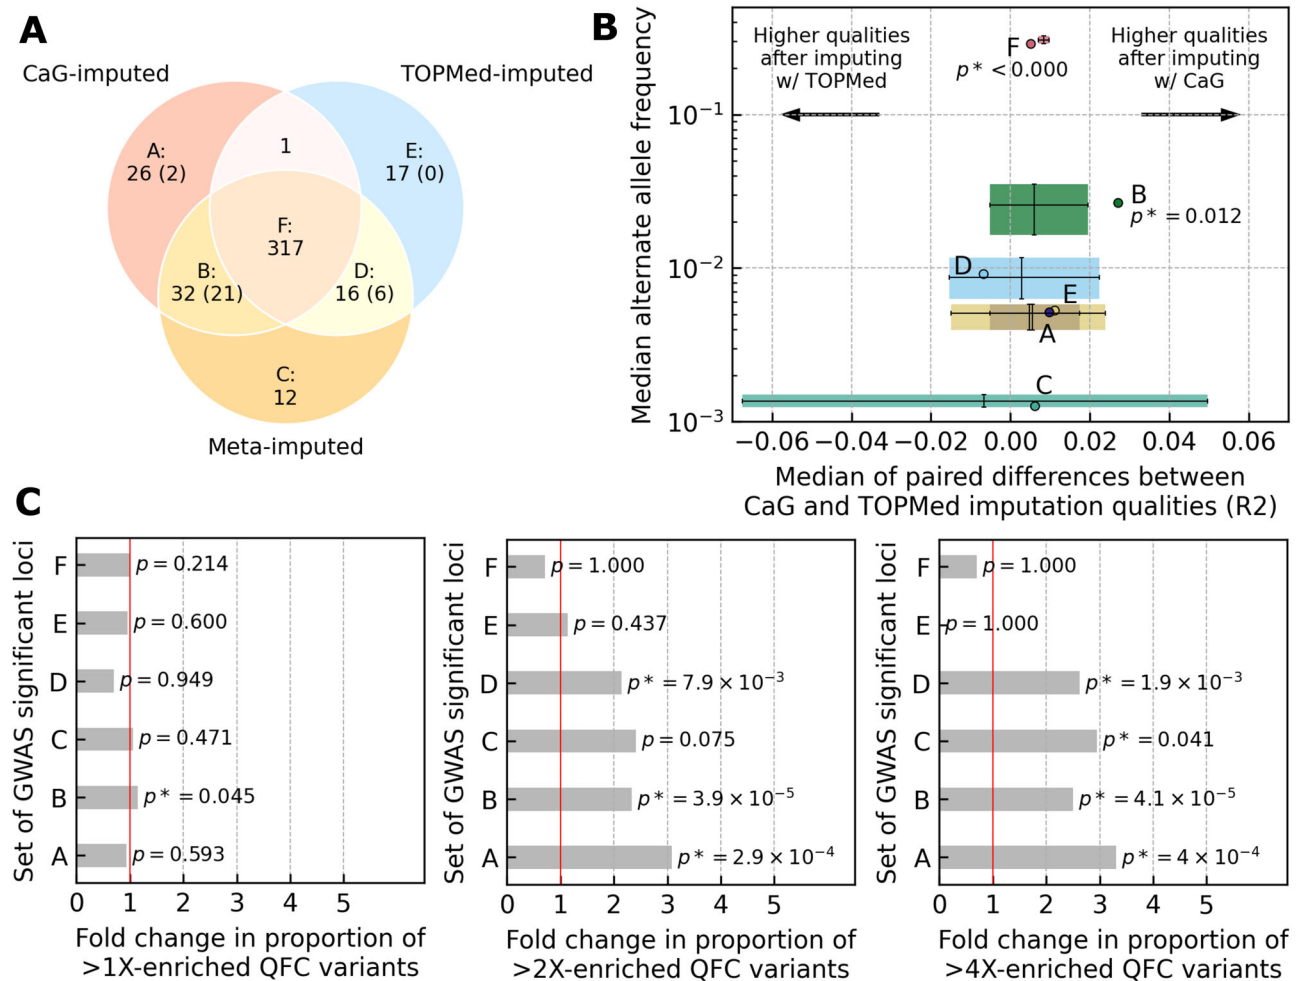 A
CaG-imputed
TOPMed-imputed
A:
26 (2)
1
E:
17 (0)
F:
317
B:
32 (21)
D:
16 (6)
C:
12
Meta-imputed
B
Median alternate allele frequency
Higher qualities
after imputing
w/ TOPMed
F
p* < 0.000
Higher qualities
after imputing
w/ CaG
10⁻¹
B
p* = 0.012
10⁻²
D
E
A
C
10⁻³
−0.06 −0.04 −0.02 0.00 0.02 0.04 0.06
Median of paired differences between
CaG and TOPMed imputation qualities (R2)
C
Set of GWAS significant loci
F p = 0.214
E p = 0.600
D p = 0.949
C p = 0.471
B p* = 0.045
A p = 0.593
0 1 2 3 4 5
Fold change in proportion of
>1X-enriched QFC variants
Set of GWAS significant loci
F p = 1.000
E p = 0.437
D p* = 7.9 × 10⁻³
C p = 0.075
B p* = 3.9 × 10⁻⁵
A p* = 2.9 × 10⁻⁴
0 1 2 3 4 5
Fold change in proportion of
>2X-enriched QFC variants
Set of GWAS significant loci
F p = 1.000
E p = 1.000
D p* = 1.9 × 10⁻³
C p* = 0.041
B p* = 4.1 × 10⁻⁵
A p* = 4 × 10⁻⁴
0 1 2 3 4 5
Fold change in proportion of
>4X-enriched QFC variants